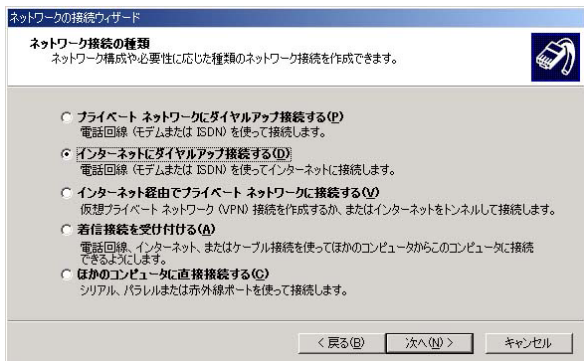 ネットワークの接続ウィザード
ネットワーク接続の種類
ネットワーク構成や必要性に応じた種類のネットワーク接続を作成できます。
プライベート ネットワークにダイヤルアップ接続する(P)
電話回線 (モデムまたは ISDN) を使って接続します。
インターネットにダイヤルアップ接続する(D)
電話回線 (モデムまたは ISDN) を使ってインターネットに接続します。
インターネット経由でプライベート ネットワークに接続する(V)
仮想プライベート ネットワーク (VPN) 接続を作成するか、またはインターネットをトンネルして接続します。
着信接続を受け付ける(A)
電話回線、インターネット、またはケーブル接続を使ってほかのコンピュータからこのコンピュータに接続
できるようにします。
ほかのコンピュータに直接接続する(C)
シリアル、パラレルまたは赤外線ポートを使って接続します。
< 戻る(B) 次へ(N) > キャンセル